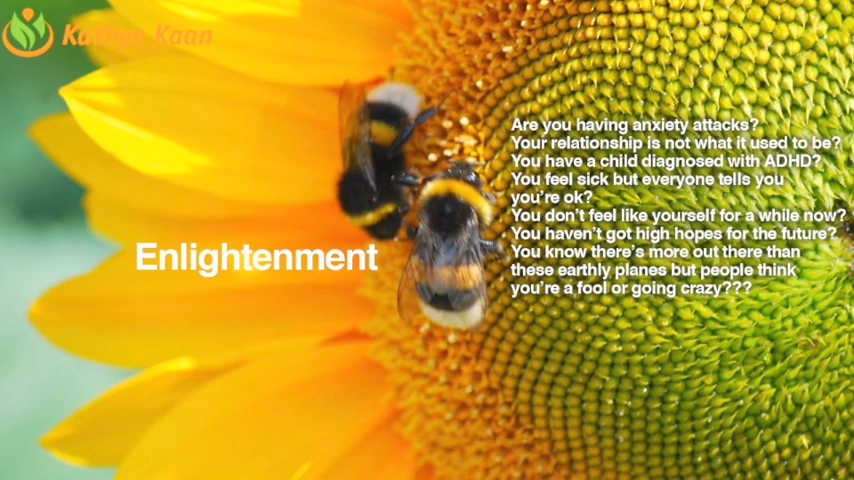 Kathye Kaan
Enlightenment
Are you having anxiety attacks?
Your relationship is not what it used to be?
You have a child diagnosed with ADHD?
You feel sick but everyone tells you
you're ok?
You don't feel like yourself for a while now?
You haven't got high hopes for the future?
You know there's more out there than
these earthly planes but people think
you're a fool or going crazy???